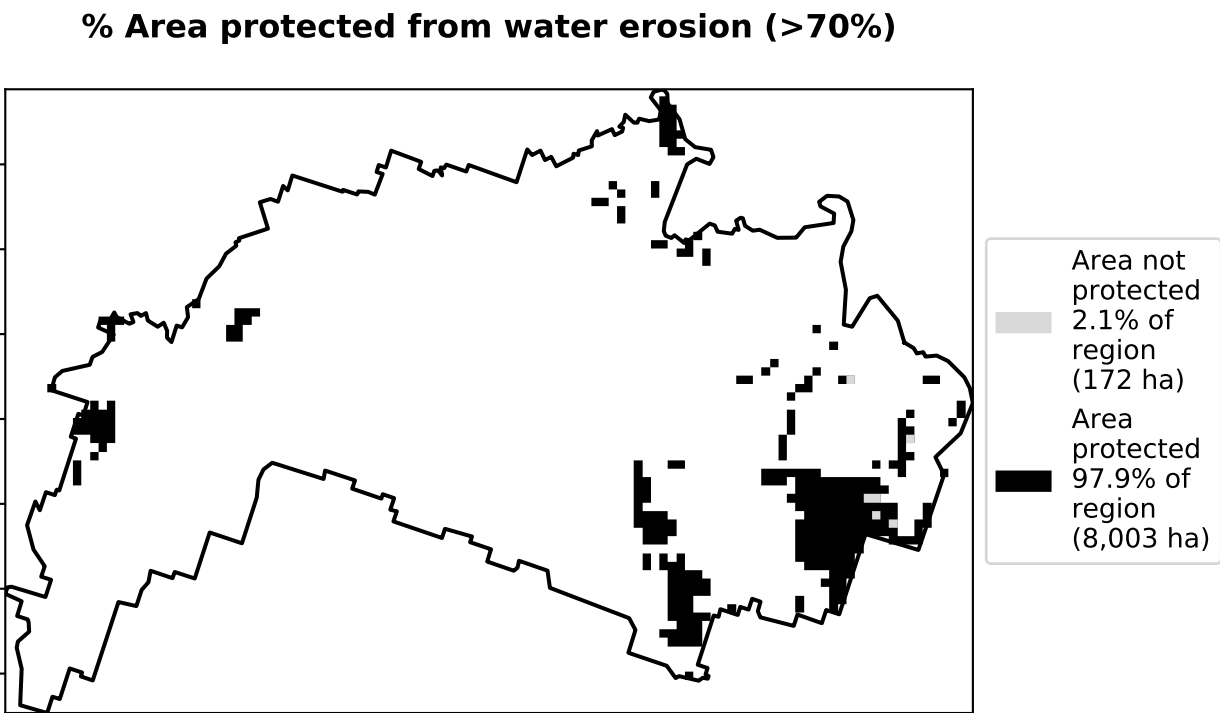 % Area protected from water erosion (>70%)
Area not
protected
2.1% of
region
(172 ha)
Area
protected
97.9% of
region
(8,003 ha)